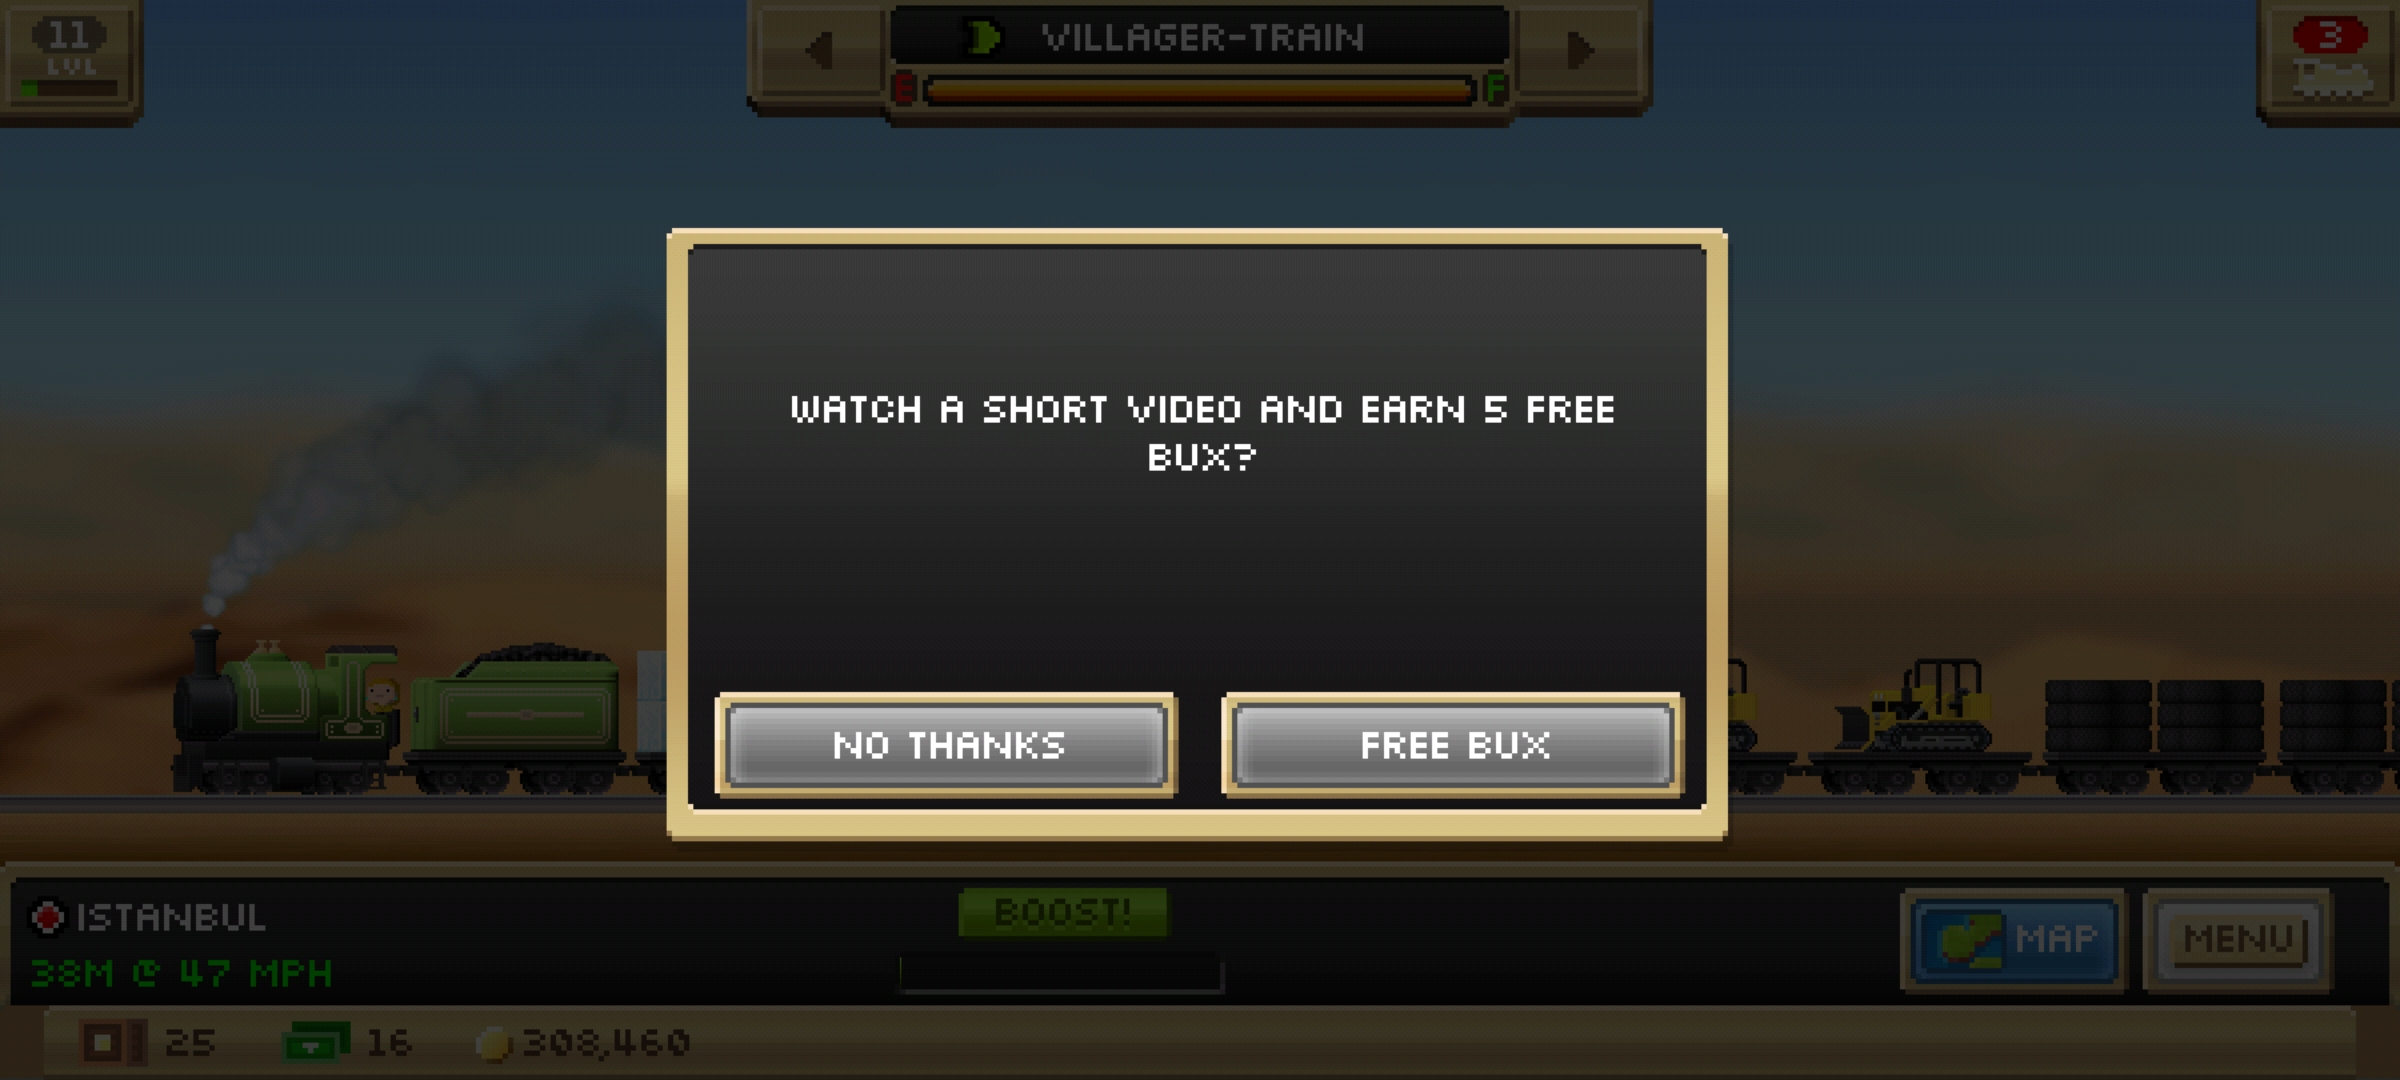 11
LVL
VILLAGER-TRAIN
E F
3
WATCH A SHORT VIDEO AND EARN 5 FREE
BUX?
NO THANKS
FREE BUX
ISTANBUL
38M @ 47 MPH
BOOST!
MAP
MENU
25
16
308,460